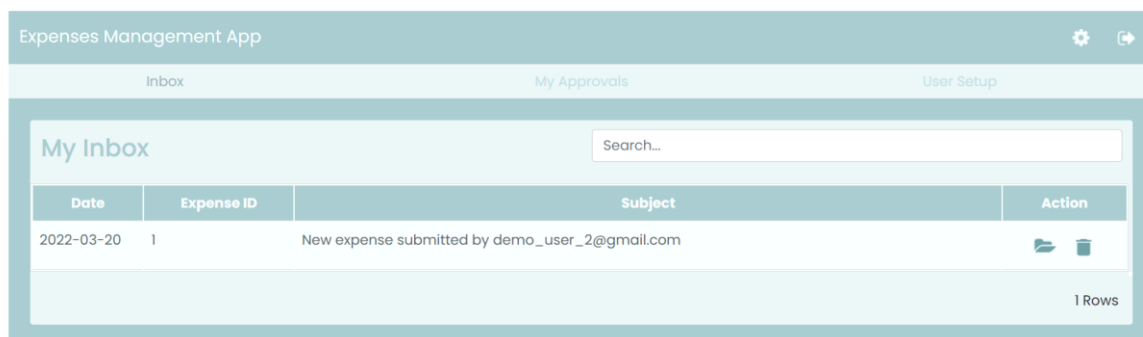 Expenses Management App
Inbox My Approvals User Setup
My Inbox Search...
Date Expense ID Subject Action
2022-03-20 1 New expense submitted by demo_user_2@gmail.com
1 Rows